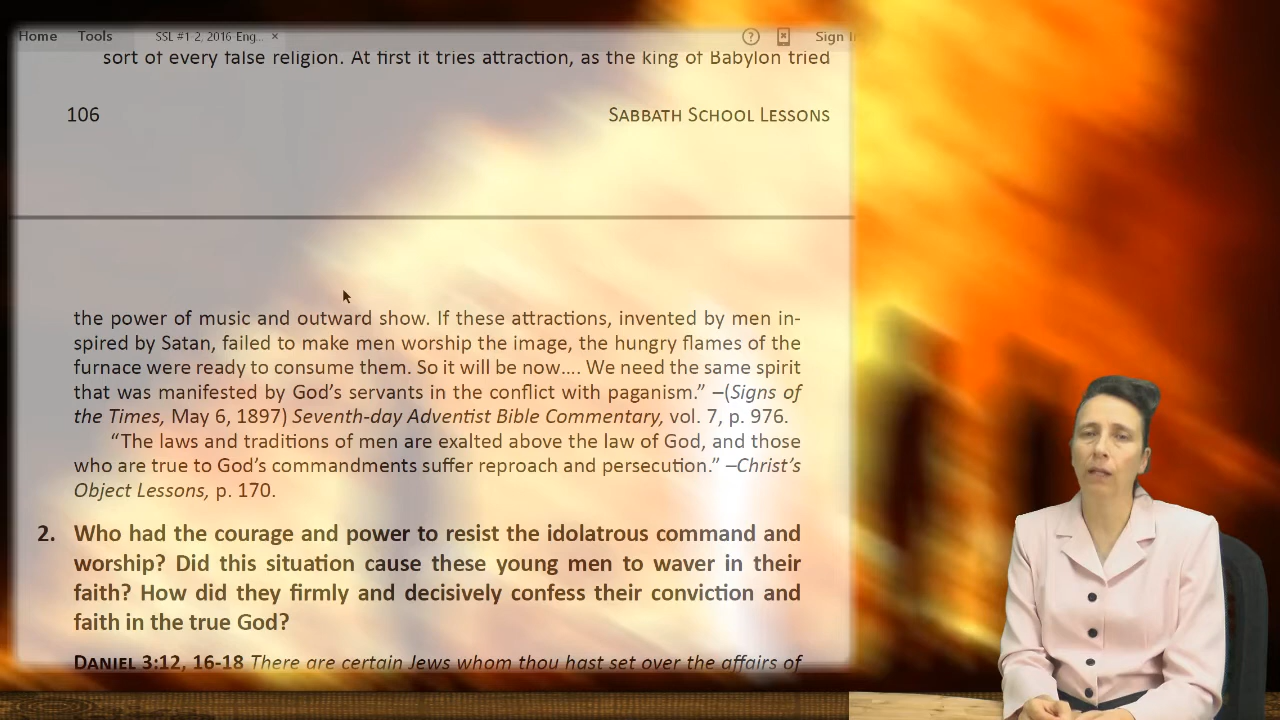 Home Tools SSL #1-2, 2016 Eng... × ? Sign In
sort of every false religion. At first it tries attraction, as the king of Babylon tried
106 SABBATH SCHOOL LESSONS
the power of music and outward show. If these attractions, invented by men in-
spired by Satan, failed to make men worship the image, the hungry flames of the
furnace were ready to consume them. So it will be now.... We need the same spirit
that was manifested by God's servants in the conflict with paganism.” –(Signs of
the Times, May 6, 1897) Seventh-day Adventist Bible Commentary, vol. 7, p. 976.
“The laws and traditions of men are exalted above the law of God, and those
who are true to God's commandments suffer reproach and persecution.” –Christ's
Object Lessons, p. 170.
2. Who had the courage and power to resist the idolatrous command and
worship? Did this situation cause these young men to waver in their
faith? How did they firmly and decisively confess their conviction and
faith in the true God?
DANIEL 3:12, 16-18 There are certain Jews whom thou hast set over the affairs of